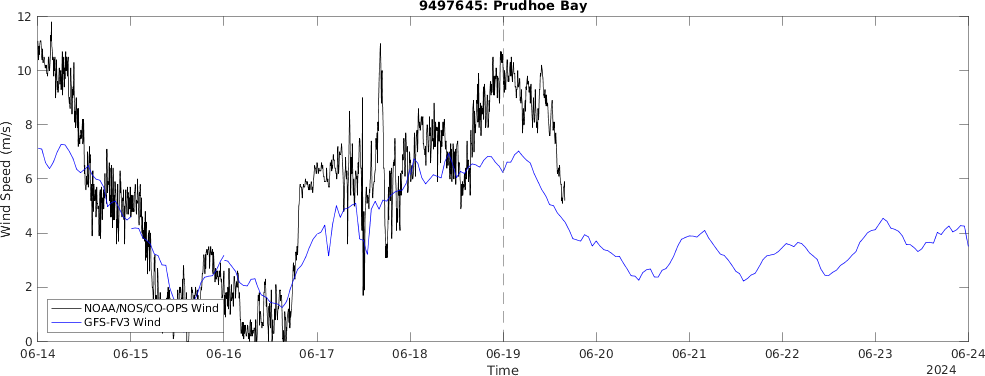 9497645: Prudhoe Bay
12
10
8
6
4
2
0
Wind Speed (m/s)
NOAA/NOS/CO-OPS Wind
GFS-FV3 Wind
06-14 06-15 06-16 06-17 06-18 06-19 06-20 06-21 06-22 06-23 06-24
Time
2024